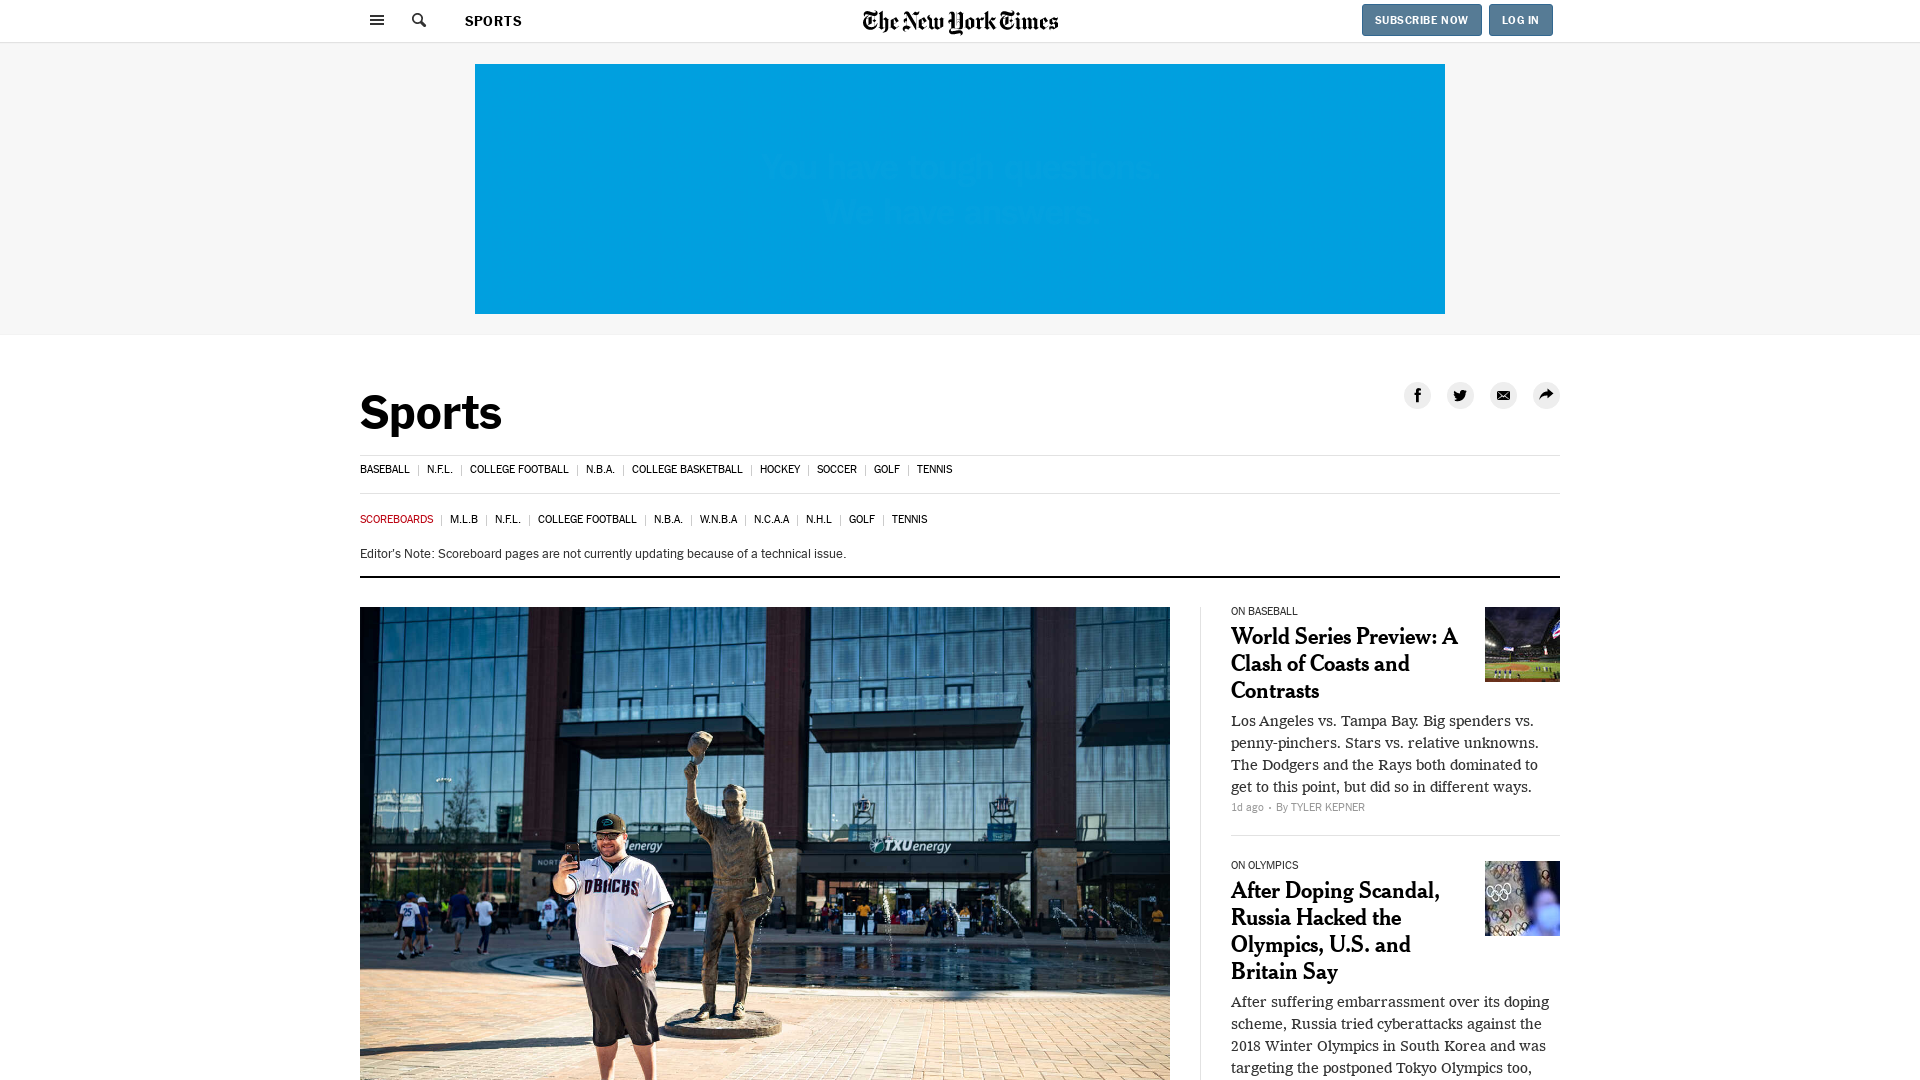 SPORTS
The New York Times
SUBSCRIBE NOW
LOG IN
You have tough questions.
We have answers.
Sports
BASEBALL
N.F.L.
COLLEGE FOOTBALL
N.B.A.
COLLEGE BASKETBALL
HOCKEY
SOCCER
GOLF
TENNIS
SCOREBOARDS
M.L.B
N.F.L.
COLLEGE FOOTBALL
N.B.A.
W.N.B.A
N.C.A.A
N.H.L
GOLF
TENNIS
Editor's Note: Scoreboard pages are not currently updating because of a technical issue.
TXU energy
energy
NORTH
DBACKS
25
ON BASEBALL
World Series Preview: A
Clash of Coasts and
Contrasts
Los Angeles vs. Tampa Bay. Big spenders vs.
penny-pinchers. Stars vs. relative unknowns.
The Dodgers and the Rays both dominated to
get to this point, but did so in different ways.
1d ago • By TYLER KEPNER
ON OLYMPICS
After Doping Scandal,
Russia Hacked the
Olympics, U.S. and
Britain Say
After suffering embarrassment over its doping
scheme, Russia tried cyberattacks against the
2018 Winter Olympics in South Korea and was
targeting the postponed Tokyo Olympics too,